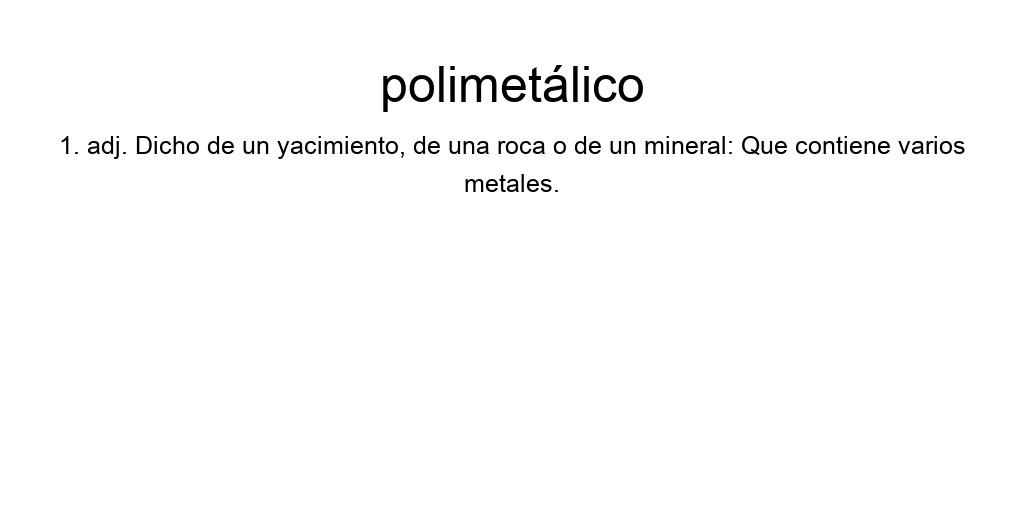 polimetálico
1. adj. Dicho de un yacimiento, de una roca o de un mineral: Que contiene varios
metales.